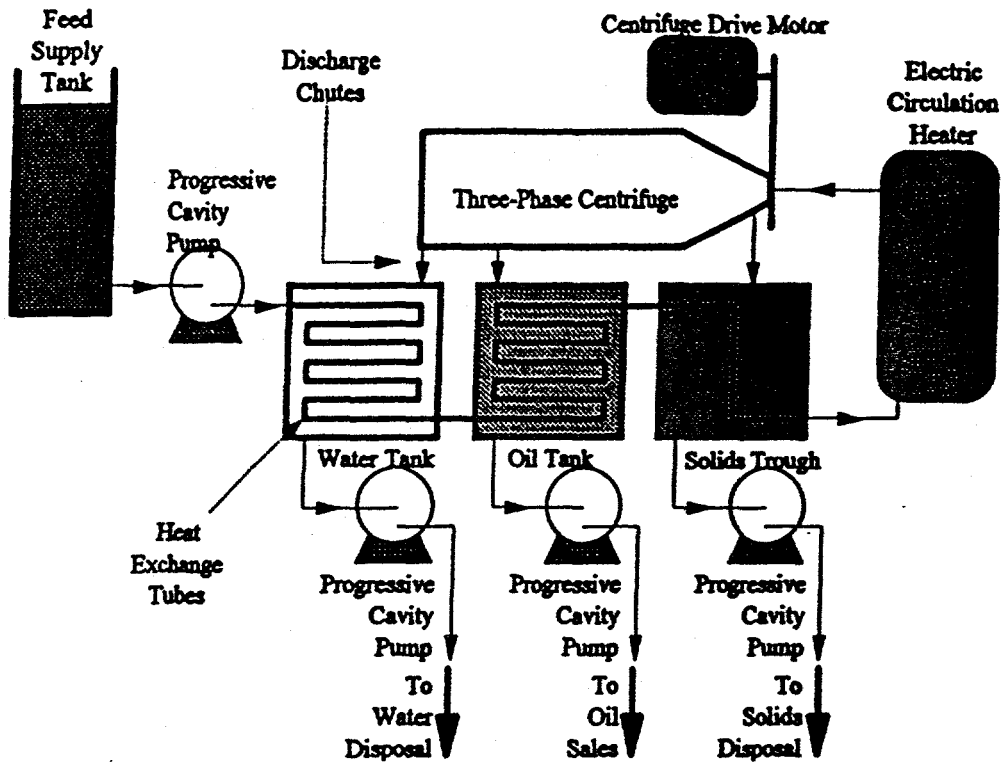 Feed
Supply
Tank
Discharge
Chutes
Centrifuge Drive Motor
Electric
Circulation
Heater
Progressive
Cavity
Pump
Three-Phase Centrifuge
Water Tank
Oil Tank
Solids Trough
Heat
Exchange
Tubes
Progressive
Cavity
Pump
To
Water
Disposal
Progressive
Cavity
Pump
To
Oil
Sales
Progressive
Cavity
Pump
To
Solids
Disposal